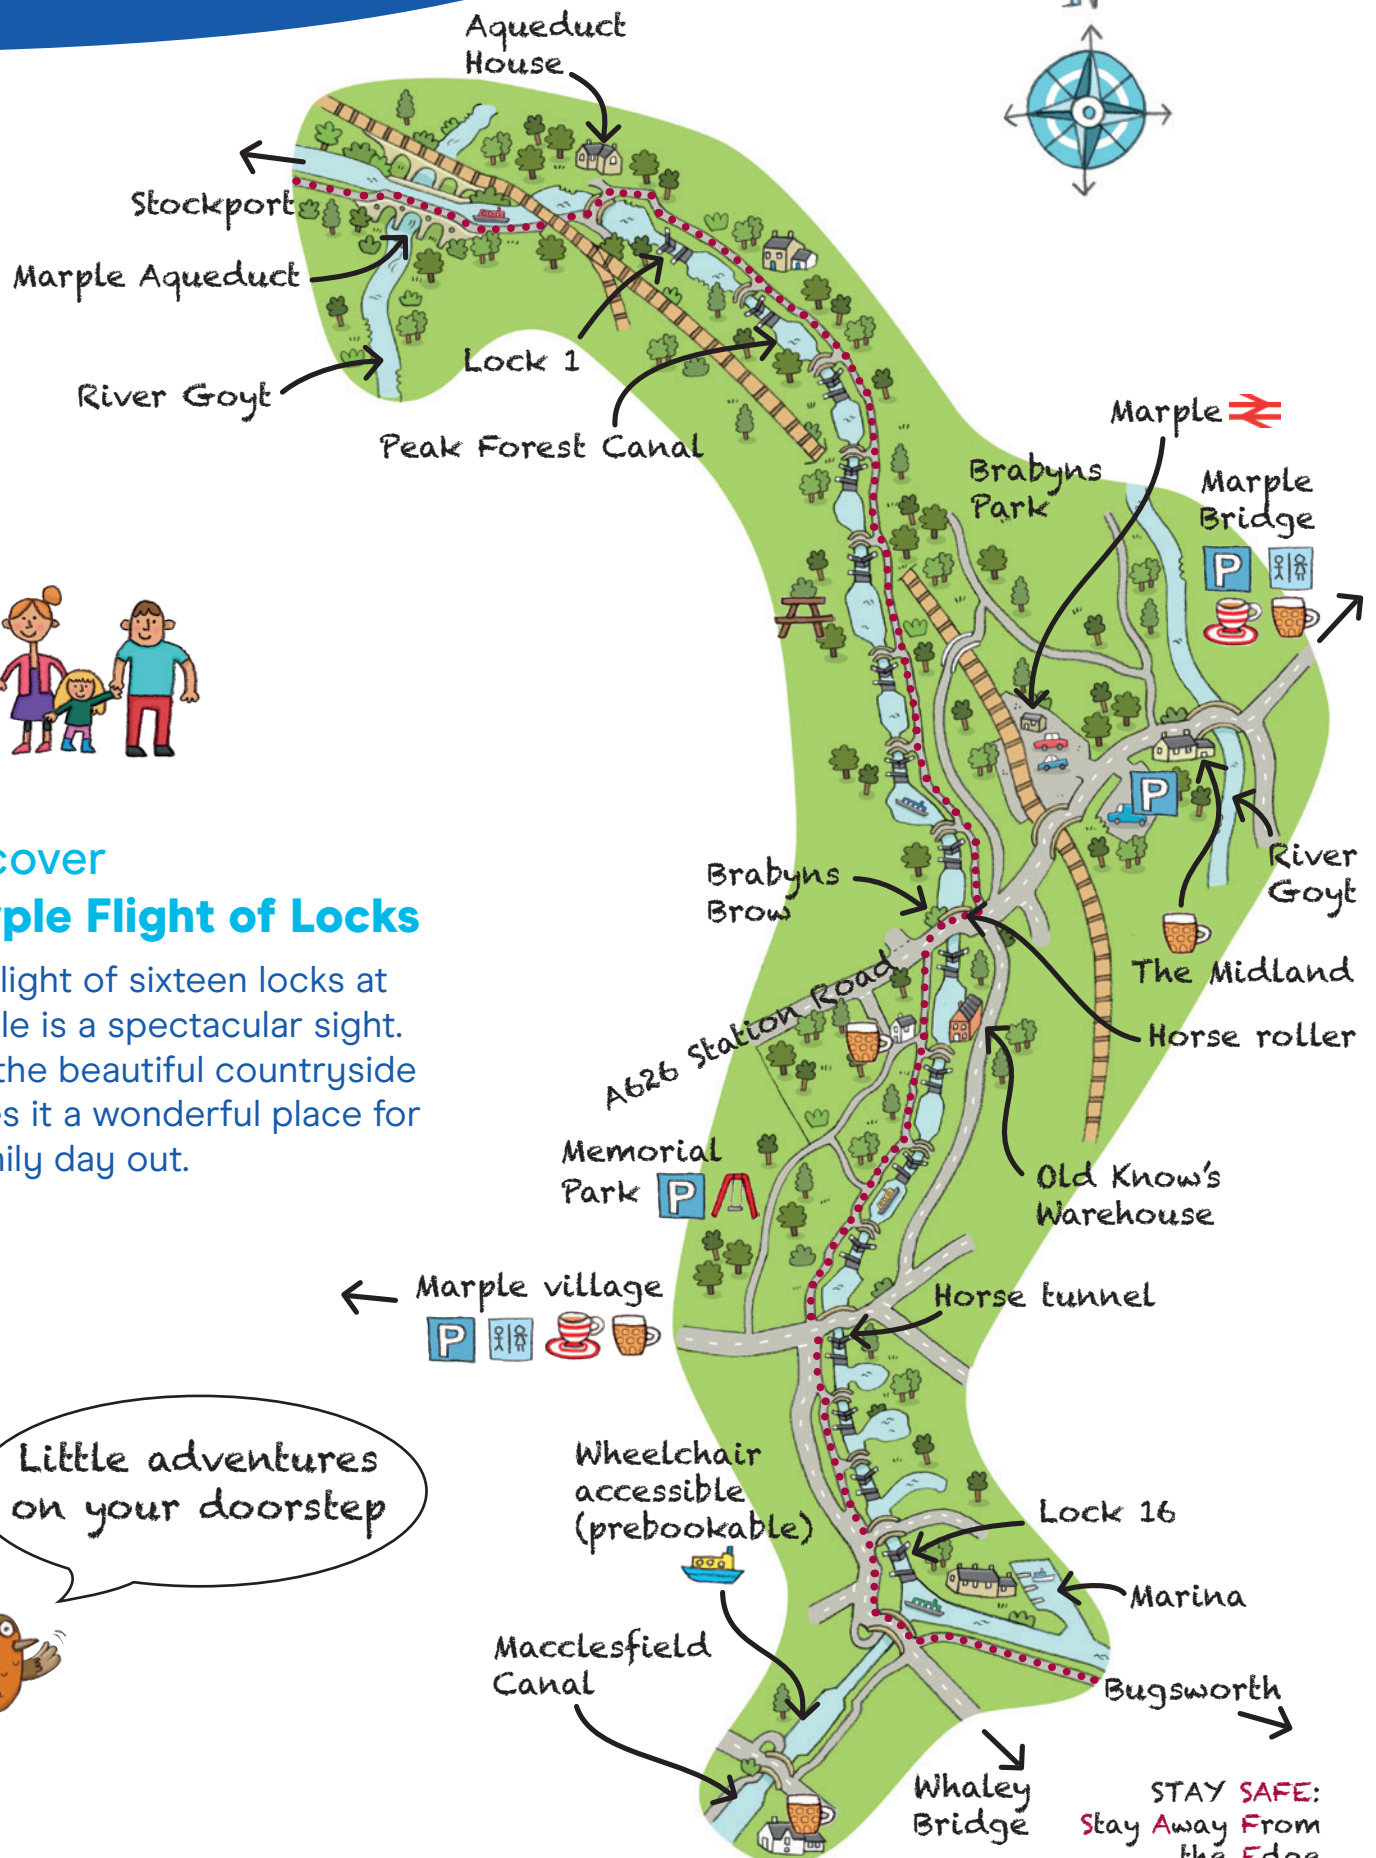 N
Aqueduct
House
Stockport
Marple Aqueduct
River Goyt
Lock 1
Peak Forest Canal
Marple
Brabyns
Park
Marple
Bridge
P
P
River
Goyt
The Midland
Brabyns
Brow
A626 Station Road
Horse roller
cover
ple Flight of Locks
light of sixteen locks at
le is a spectacular sight.
the beautiful countryside
es it a wonderful place for
ily day out.
Memorial
Park P
Old Know's
Warehouse
Marple village
P
Horse tunnel
Little adventures
on your doorstep
Wheelchair
accessible
(prebookable)
Lock 16
Marina
Macclesfield
Canal
Bugsworth
Whaley
Bridge
STAY SAFE:
Stay Away From
the Edge